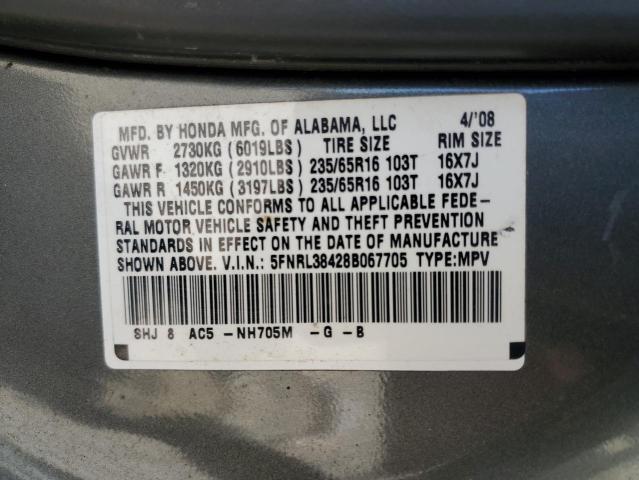 MFD. BY HONDA MFG. OF ALABAMA, LLC 4/'08
GVWR 2730KG (6019LBS) TIRE SIZE RIM SIZE
GAWR F 1320KG (2910LBS) 235/65R16 103T 16X7J
GAWR R 1450KG (3197LBS) 235/65R16 103T 16X7J
THIS VEHICLE CONFORMS TO ALL APPLICABLE FEDE-
RAL MOTOR VEHICLE SAFETY AND THEFT PREVENTION
STANDARDS IN EFFECT ON THE DATE OF MANUFACTURE
SHOWN ABOVE. V.I.N.: 5FNRL38428B067705 TYPE:MPV
SHJ 8 AC5 -NH705M -G -B